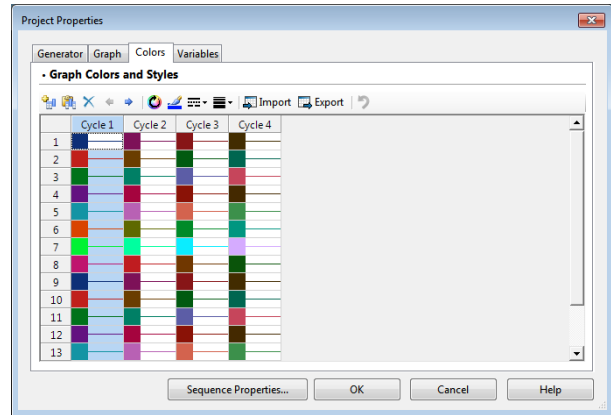 Project Properties
Generator Graph Colors Variables
• Graph Colors and Styles
Import Export
Cycle 1 Cycle 2 Cycle 3 Cycle 4
1
2
3
4
5
6
7
8
9
10
11
12
13
Sequence Properties... OK Cancel Help